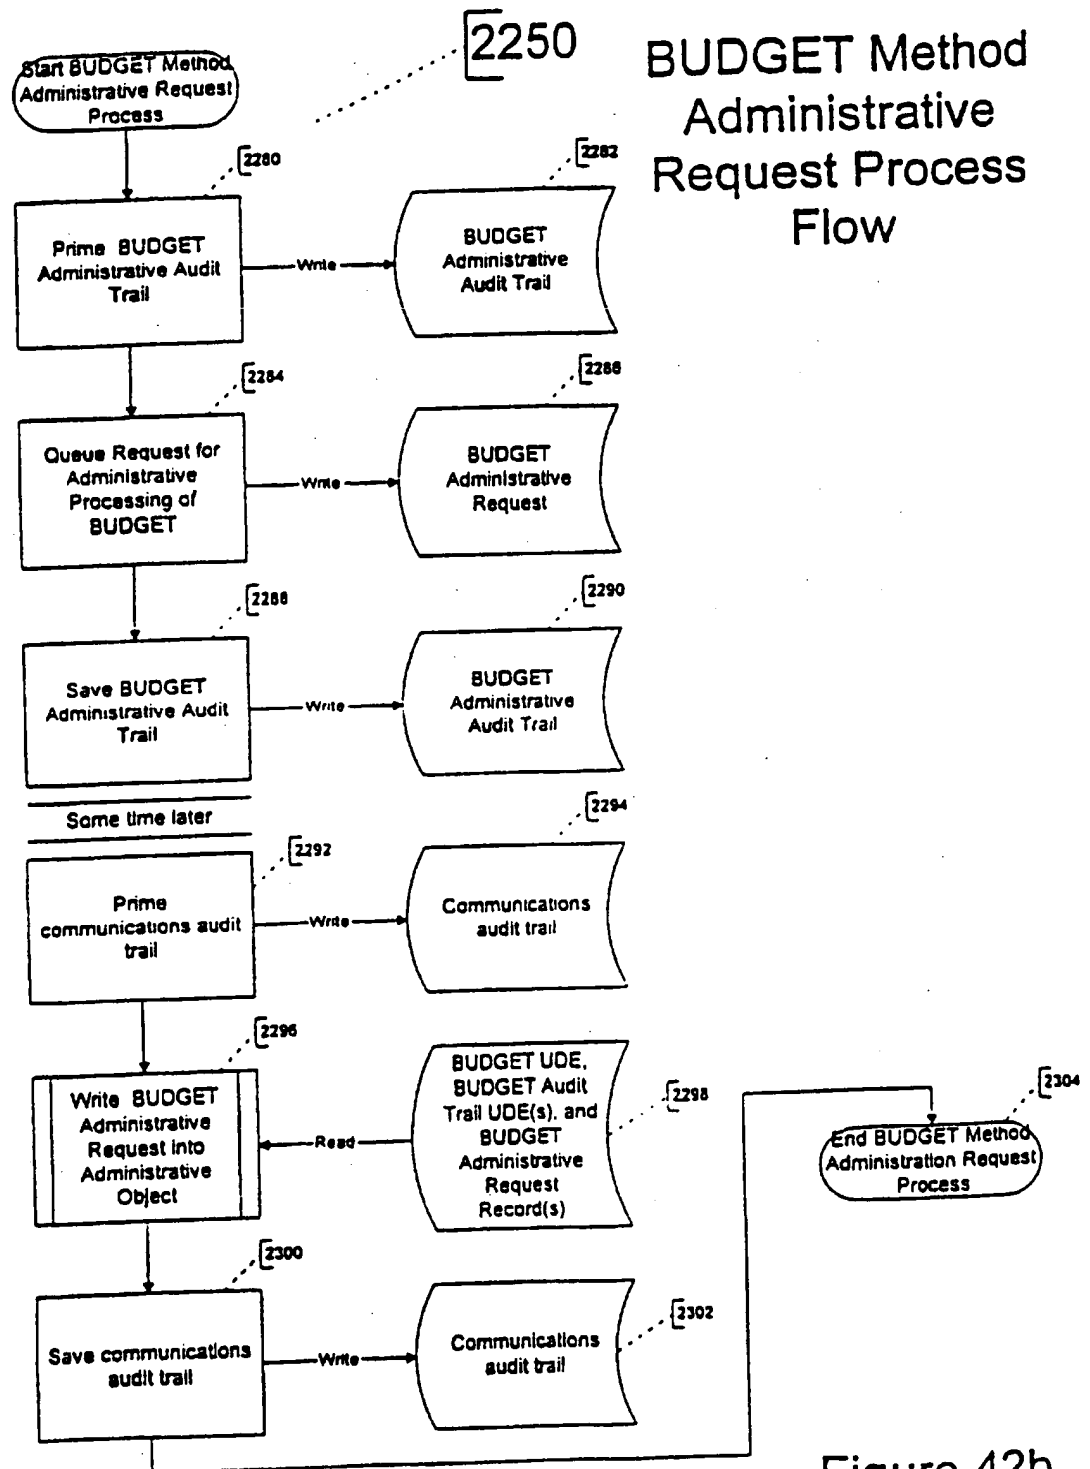 2250
BUDGET Method
Administrative
Request Process
Flow
Start BUDGET Method
Administrative Request
Process
2280
Prime BUDGET
Administrative Audit
Trail
Write
2282
BUDGET
Administrative
Audit Trail
2284
Queue Request for
Administrative
Processing of
BUDGET
Write
2286
BUDGET
Administrative
Request
2288
Save BUDGET
Administrative Audit
Trail
Write
2290
BUDGET
Administrative
Audit Trail
Some time later
2292
Prime
communications audit
trail
Write
2294
Communications
audit trail
2296
Write BUDGET
Administrative
Request into
Administrative
Object
Read
BUDGET UDE,
BUDGET Audit
Trail UDE(s), and
BUDGET
Administrative
Request
Record(s)
2298
2300
Save communications
audit trail
Write
Communications
audit trail
2302
2304
End BUDGET Method
Administration Request
Process
Figure 42b